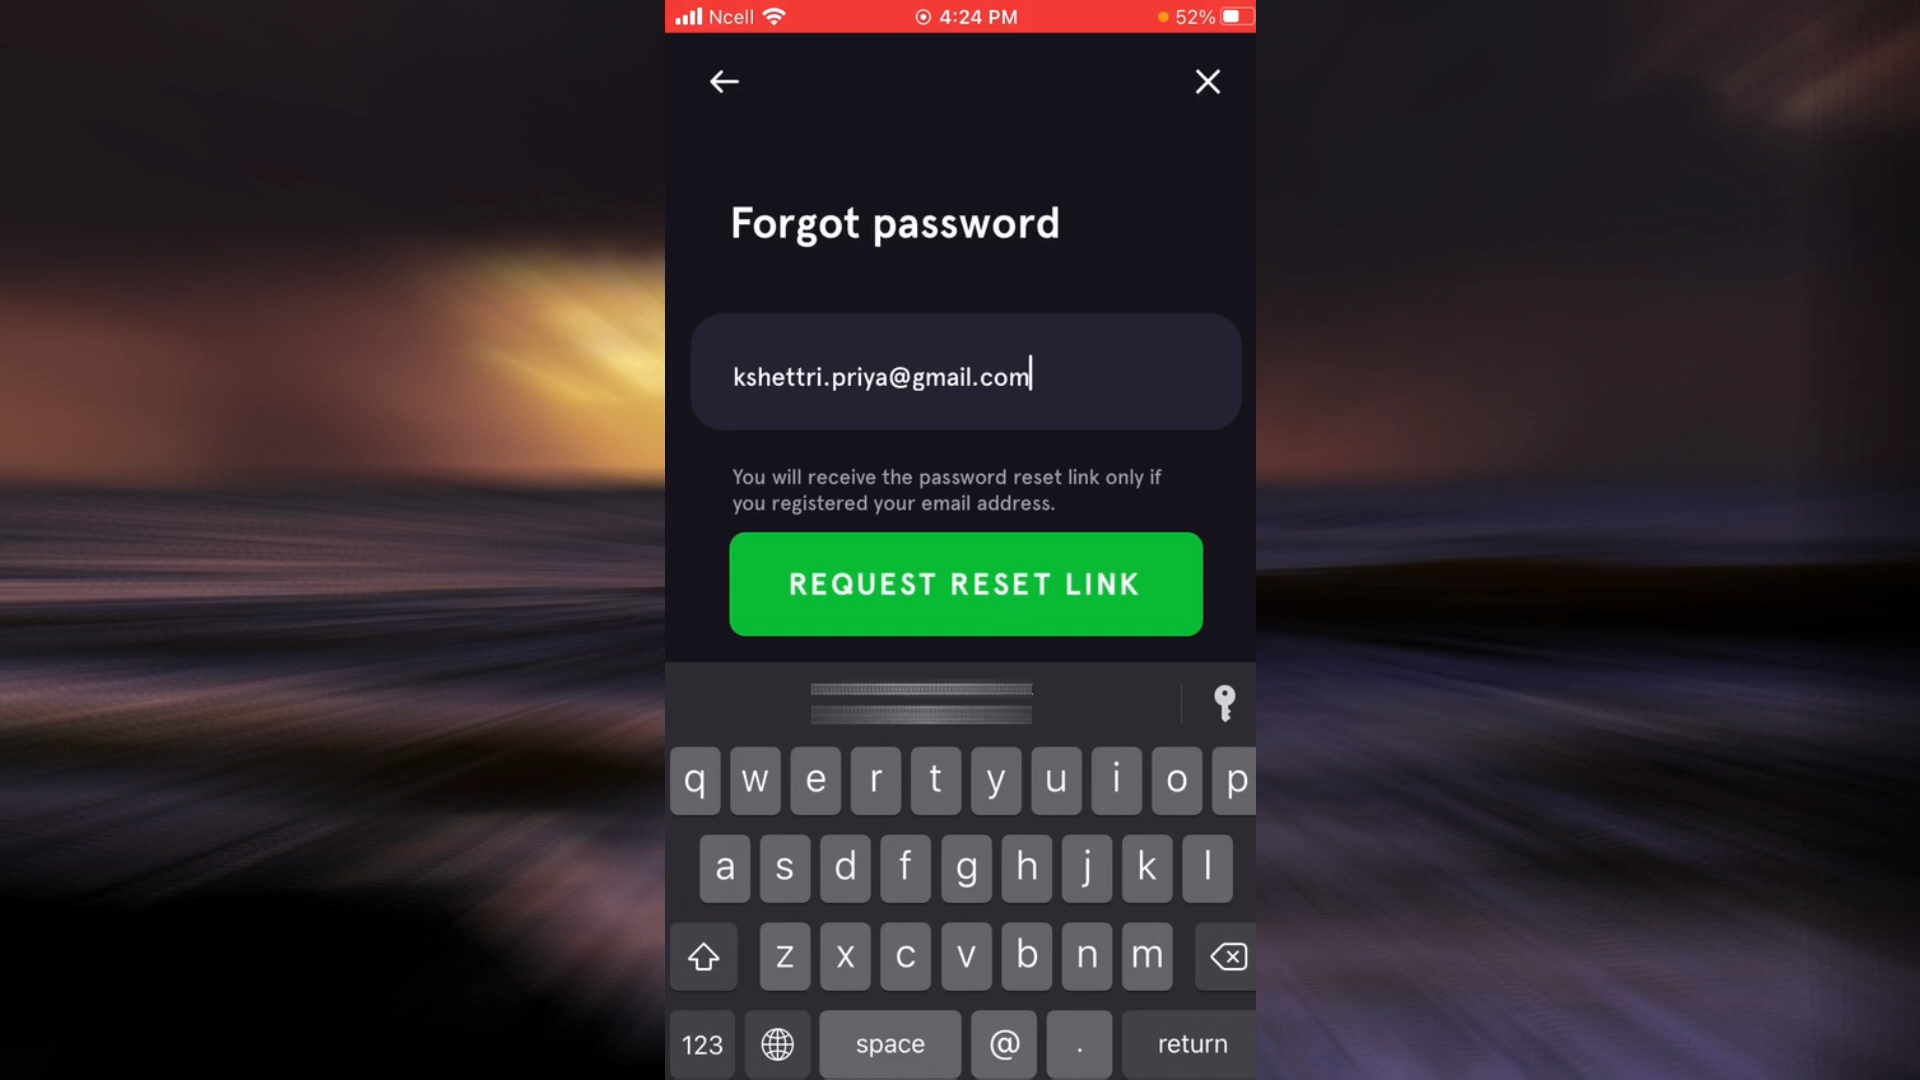 Ncell 4:24 PM 52%
Forgot password
kshettri.priya@gmail.com
You will receive the password reset link only if
you registered your email address.
REQUEST RESET LINK
q w e r t y u i o p
a s d f g h j k l
z x c v b n m
123 space @ . return